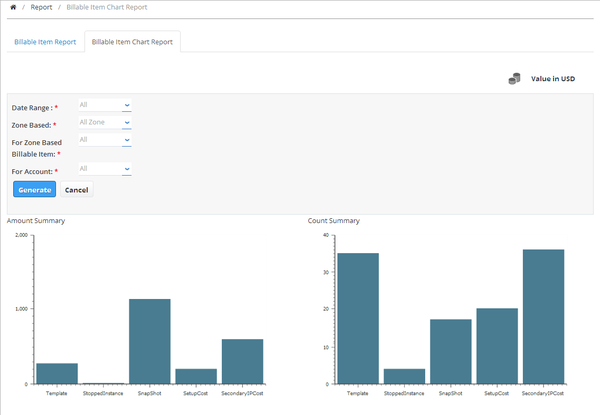 / Report / Billable Item Chart Report
Billable Item Report Billable Item Chart Report
Value in USD
Date Range : * All
Zone Based: * All Zone
For Zone Based All
Billable Item: *
For Account: * All
Generate Cancel
Amount Summary
2,000
1,000
0
Template StoppedInstance SnapShot SetupCost SecondaryIPCost
Count Summary
40
30
20
10
0
Template StoppedInstance SnapShot SetupCost SecondaryIPCost